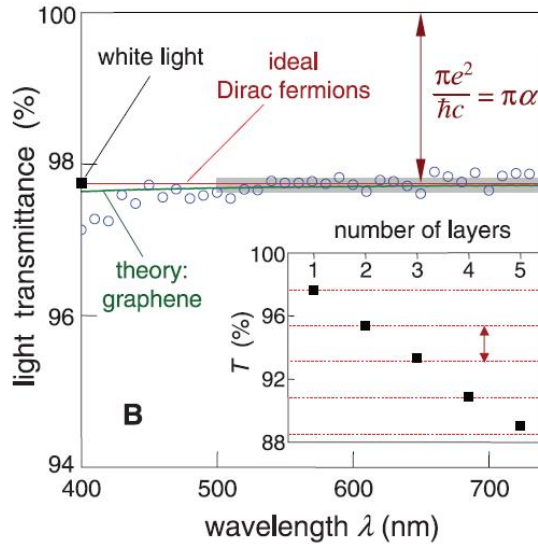 100
white light
ideal
Dirac fermions
πe²/ħc = πα
98
light transmittance (%)
theory:
graphene
96
B
94
400
500
600
700
wavelength λ (nm)
number of layers
1 2 3 4 5
100
96
92
88
T (%)